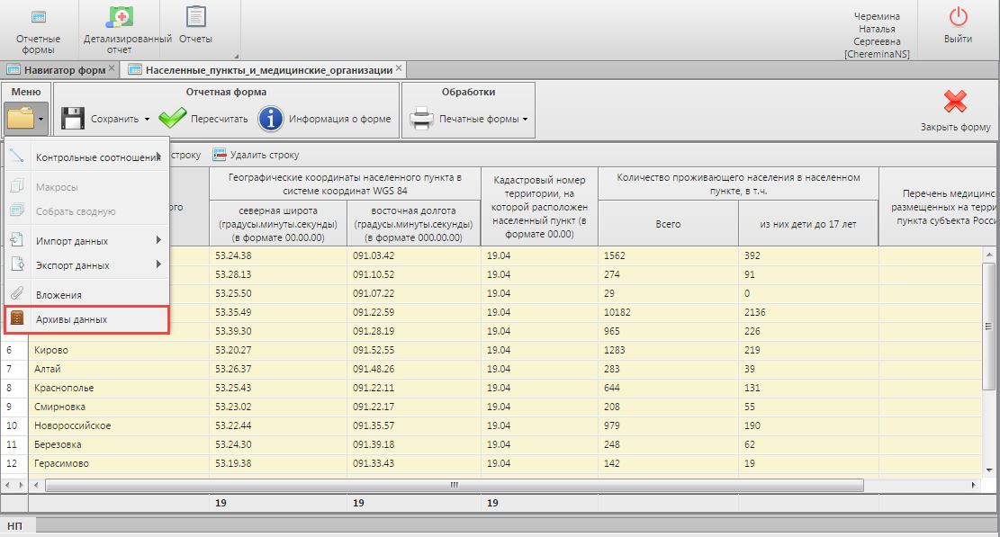 Отчетные
формы
Детализированный
отчет
Отчеты
Черемина
Наталья
Сергеевна
[ChereminaNS]
Выйти
Навигатор форм
Населенные_пункты_и_медицинские_организации
Меню
Отчетная форма
Обработки
Сохранить
Пересчитать
Информация о форме
Печатные формы
Закрыть форму
Контрольные соотношени
Макросы
Собрать сводную
Импорт данных
Экспорт данных
Вложения
Архивы данных
строку
Удалить строку
ого
Географические координаты населенного пункта в
системе координат WGS 84
северная широта
(градусы.минуты.секунды)
(в формате 00.00.00)
восточная долгота
(градусы.минуты.секунды)
(в формате 000.00.00)
Кадастровый номер
территории, на
которой расположен
населенный пункт (в
формате 00.00)
Количество проживающего населения в населенном
пункте, в т.ч.
Всего
из них дети до 17 лет
Перечень медицинс
размещенных на терри
пункта субъекта Росси
53.24.38 091.03.42 19.04 1562 392
53.28.13 091.10.42 19.04 274 91
53.25.50 091.07.22 19.04 29 0
53.35.49 091.22.59 19.04 10182 2136
53.39.30 091.28.19 19.04 965 226
6 Кирово 53.20.27 091.52.55 19.04 1283 219
7 Алтай 53.26.37 091.48.26 19.04 283 39
8 Краснополье 53.25.43 091.22.11 19.04 644 131
9 Смирновка 53.23.02 091.22.17 19.04 208 55
10 Новороссийское 53.22.44 091.35.57 19.04 979 190
11 Березовка 53.24.30 091.39.18 19.04 248 62
12 Герасимово 53.19.38 091.33.43 19.04 142 19
19 19 19
НП